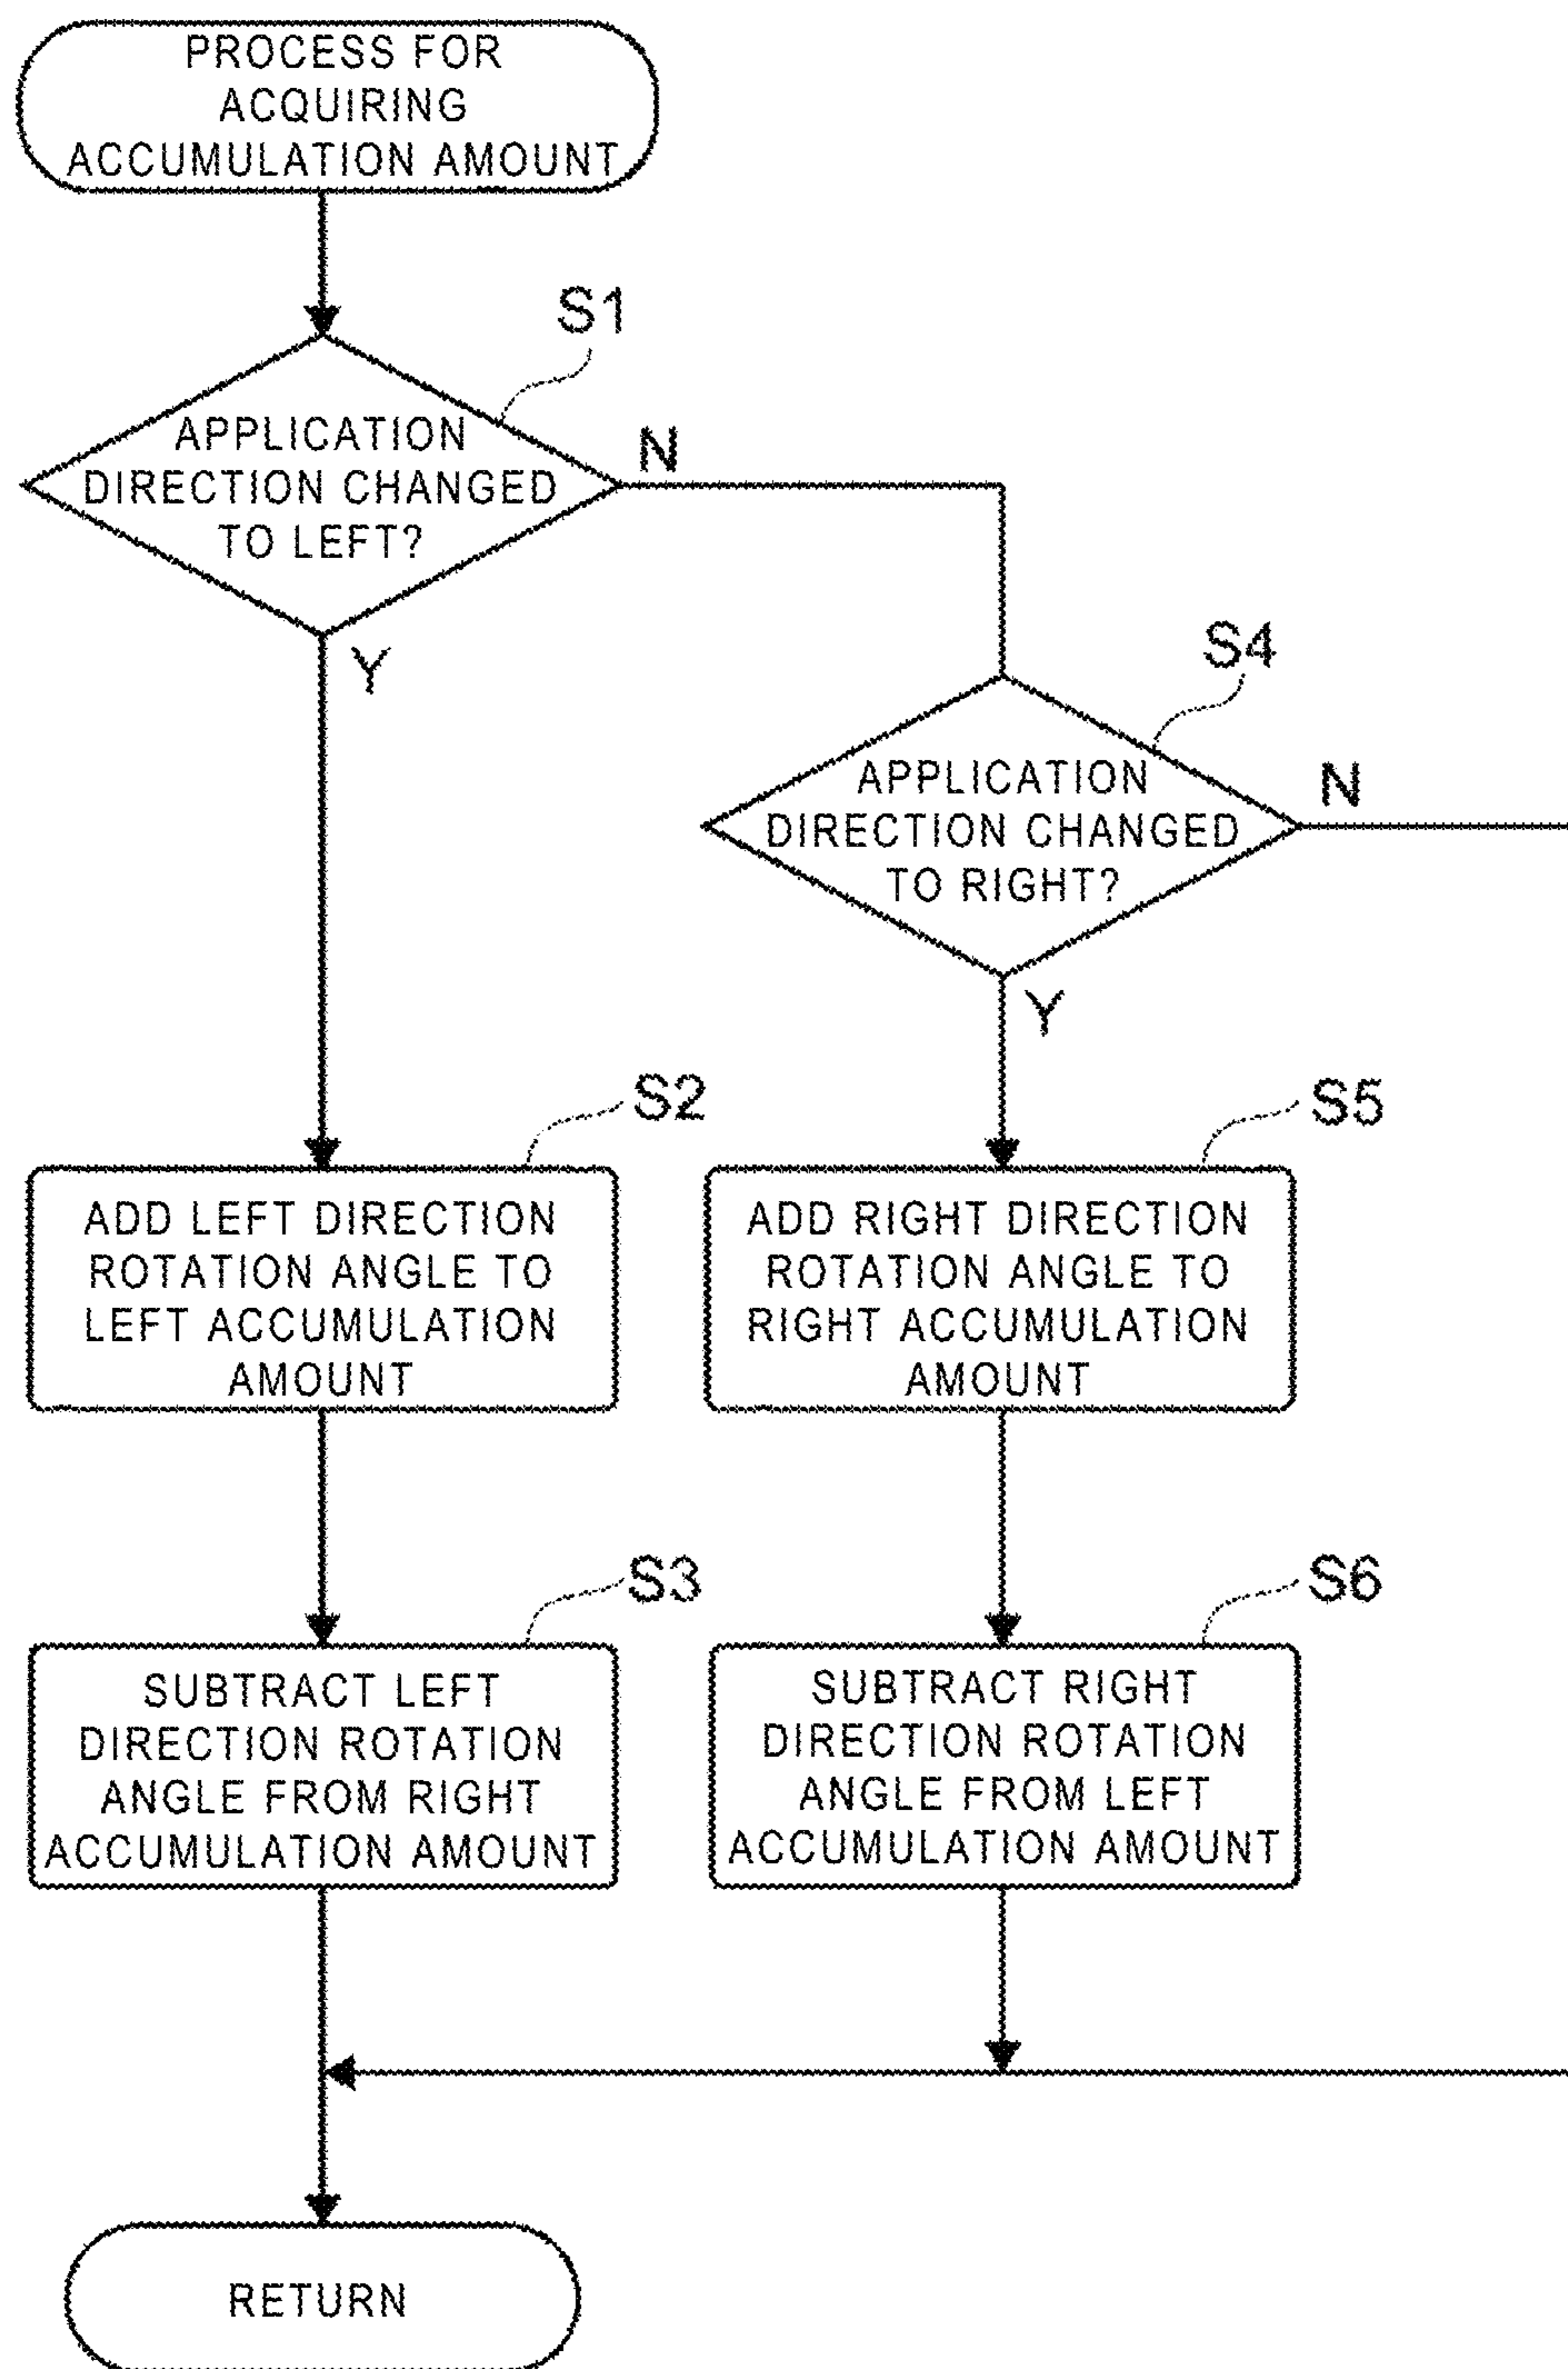 PROCESS FOR
ACQUIRING
ACCUMULATION AMOUNT
S1
APPLICATION
DIRECTION CHANGED
TO LEFT?
N
Y
S4
APPLICATION
DIRECTION CHANGED
TO RIGHT?
N
Y
S2
ADD LEFT DIRECTION
ROTATION ANGLE TO
LEFT ACCUMULATION
AMOUNT
S5
ADD RIGHT DIRECTION
ROTATION ANGLE TO
RIGHT ACCUMULATION
AMOUNT
S3
SUBTRACT LEFT
DIRECTION ROTATION
ANGLE FROM RIGHT
ACCUMULATION AMOUNT
S6
SUBTRACT RIGHT
DIRECTION ROTATION
ANGLE FROM LEFT
ACCUMULATION AMOUNT
RETURN